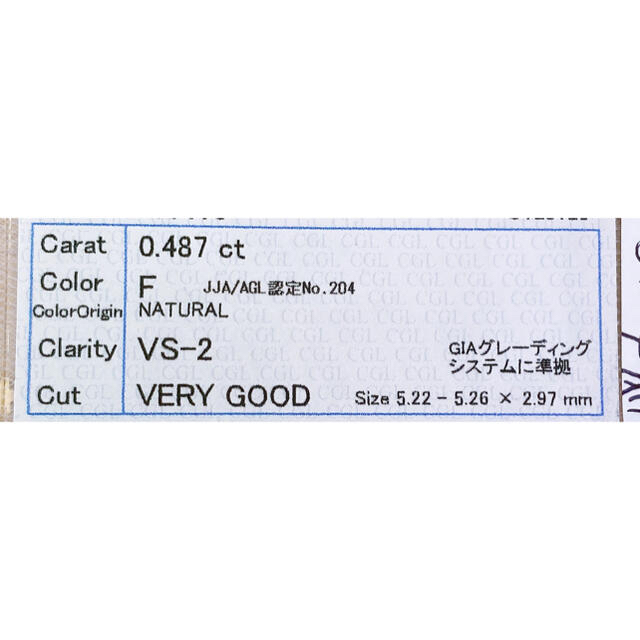 Carat 0.487 ct
Color F JJA/AGL認定No.204
ColorOrigin NATURAL
Clarity VS-2 GIAグレーディング
システムに準拠
Cut VERY GOOD Size 5.22 - 5.26 × 2.97 mm